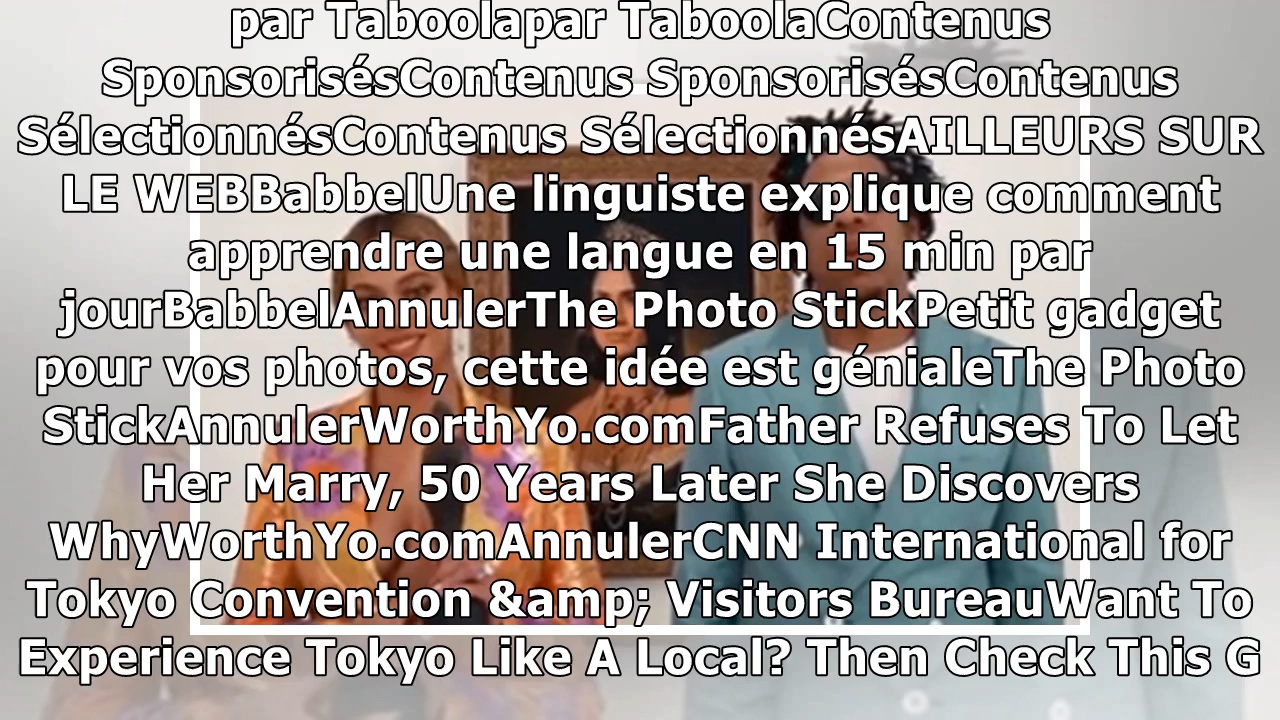 par Taboolapar TaboolaContenus
SponsorisésContenus SponsorisésContenus
SélectionnésContenus SélectionnésAILLEURS SUR
LE WEBBabbelUne linguiste explique comment
apprendre une langue en 15 min par
jourBabbelAnnulerThe Photo StickPetit gadget
pour vos photos, cette idée est génialeThe Photo
StickAnnulerWorthYo.comFather Refuses To Let
Her Marry, 50 Years Later She Discovers
WhyWorthYo.comAnnulerCNN International for
Tokyo Convention &amp; Visitors BureauWant To
Experience Tokyo Like A Local? Then Check This G